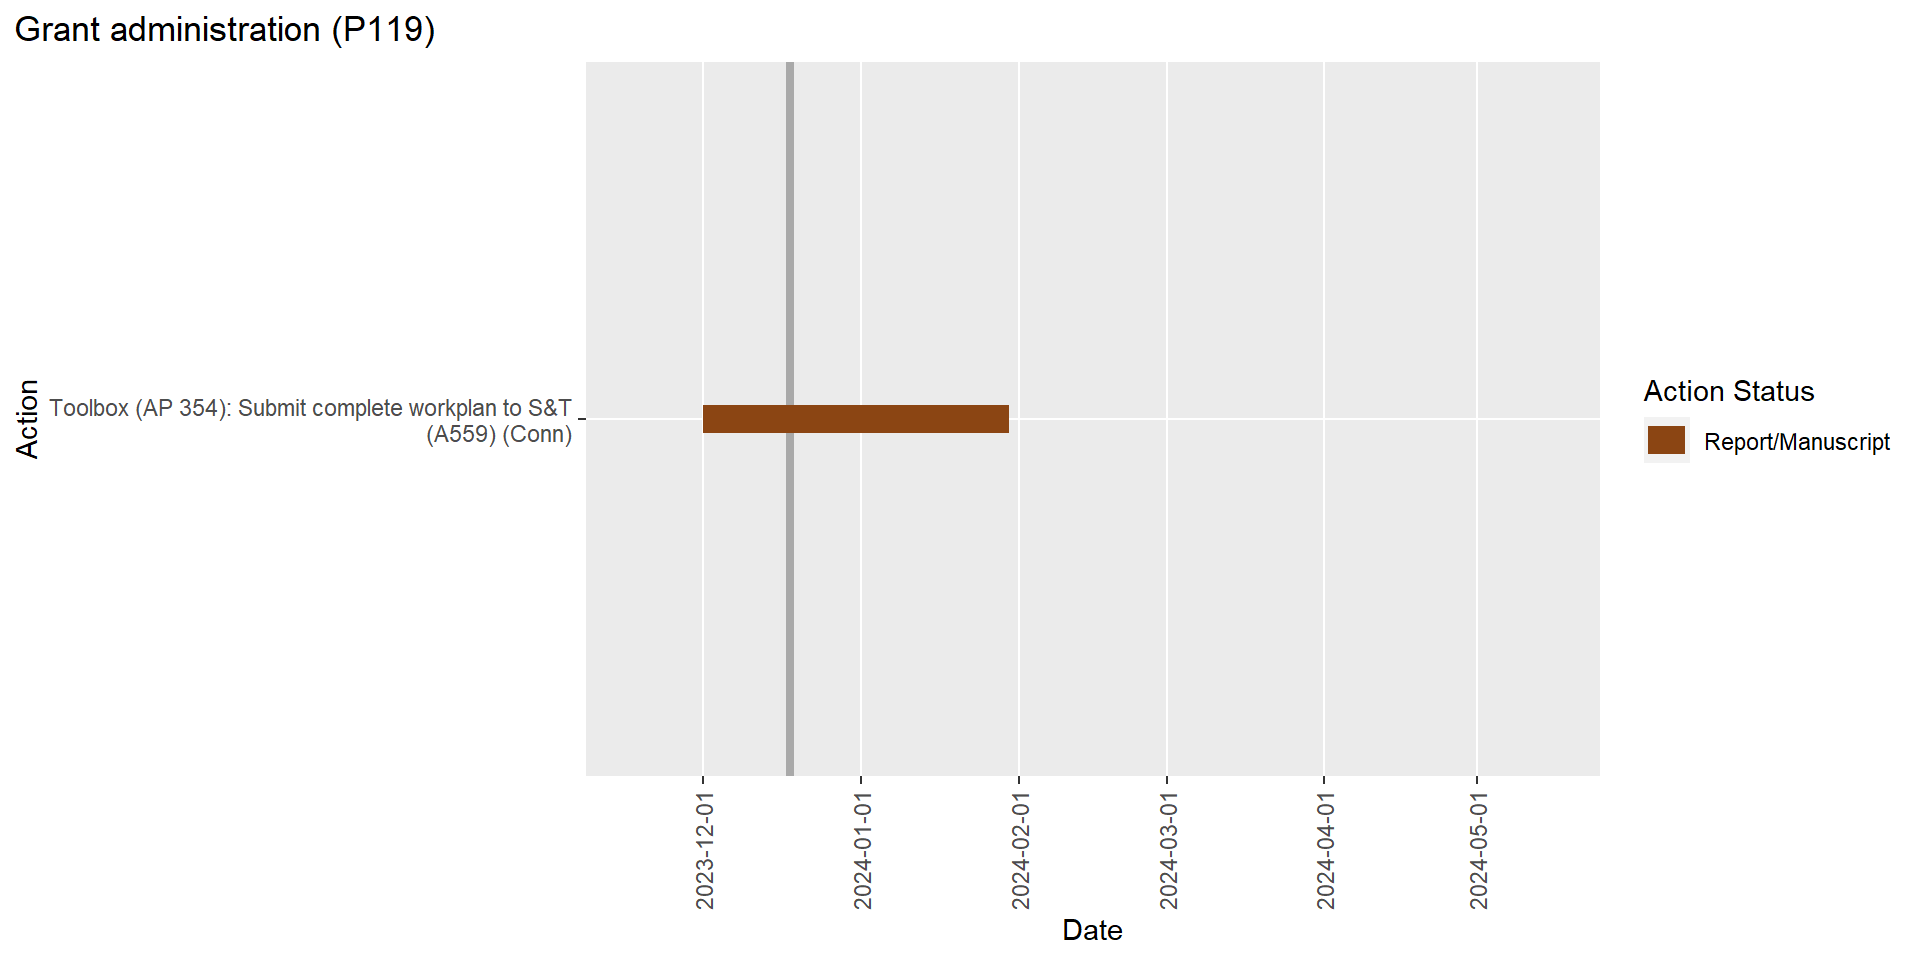 Grant administration (P119)
Action
Toolbox (AP 354): Submit complete workplan to S&T
(A559) (Conn)
2023-12-01
2024-01-01
2024-02-01
2024-03-01
2024-04-01
2024-05-01
Date
Action Status
Report/Manuscript